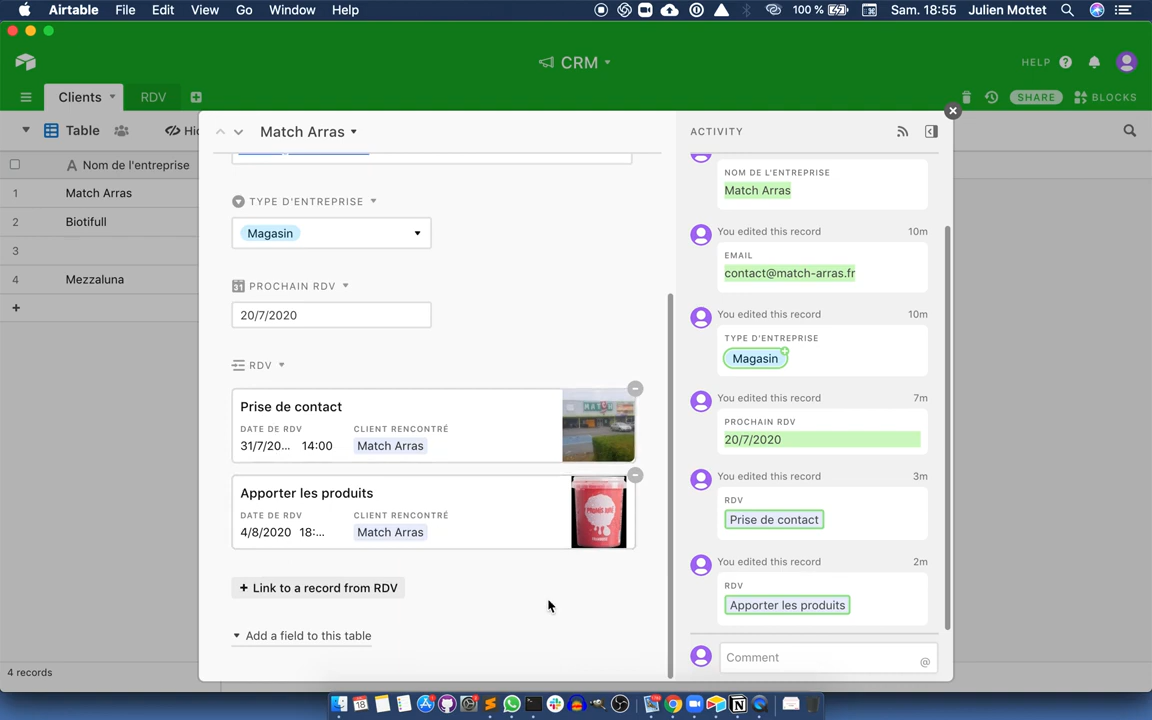 Airtable File Edit View Go Window Help 100 % Sam. 18:55 Julien Mottet
CRM HELP
Clients RDV SHARE BLOCKS
Table Hi
Match Arras ACTIVITY
Nom de l'entreprise
1 Match Arras
2 Biotifull
3
4 Mezzaluna
+
4 records
TYPE D'ENTREPRISE
Magasin
PROCHAIN RDV
20/7/2020
RDV
Prise de contact
DATE DE RDV CLIENT RENCONTRÉ
31/7/20... 14:00 Match Arras
Apporter les produits
DATE DE RDV CLIENT RENCONTRÉ
4/8/2020 18:... Match Arras
+ Link to a record from RDV
Add a field to this table
NOM DE L'ENTREPRISE
Match Arras
You edited this record 10m
EMAIL
contact@match-arras.fr
You edited this record 10m
TYPE D'ENTREPRISE
Magasin
You edited this record 7m
PROCHAIN RDV
20/7/2020
You edited this record 3m
RDV
Prise de contact
You edited this record 2m
RDV
Apporter les produits
Comment @